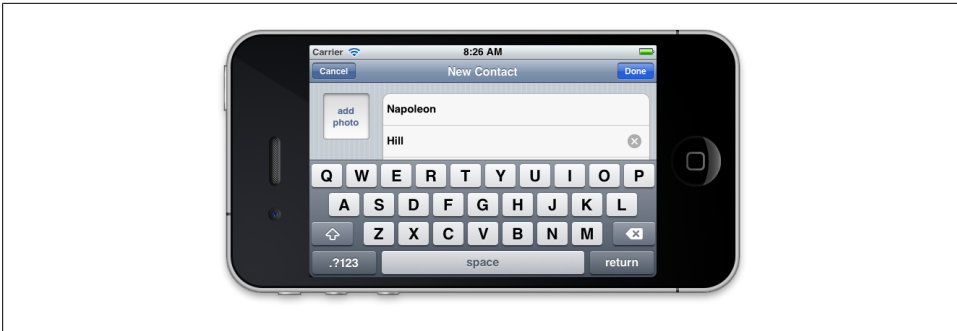 Carrier 8:26 AM
Cancel New Contact Done
add
photo
Napoleon
Hill
Q W E R T Y U I O P
A S D F G H J K L
Z X C V B N M
.?123 space return